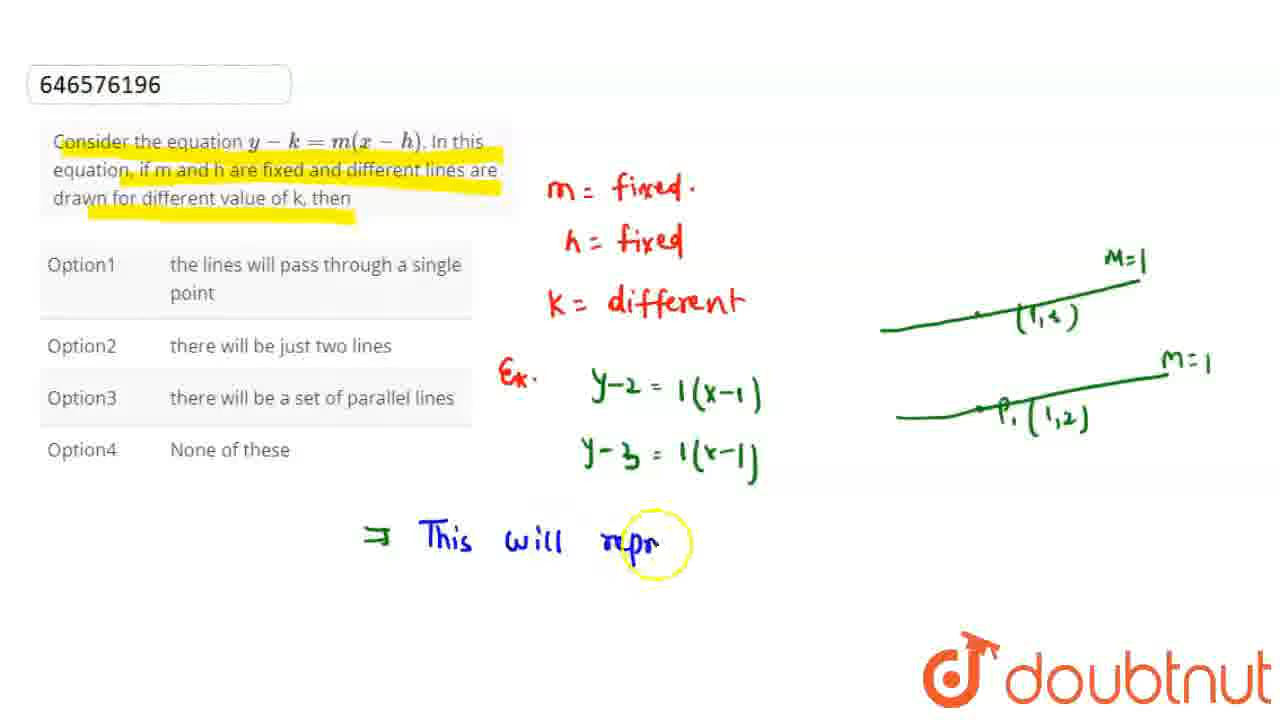 646576196
Consider the equation y − k = m(x − h). In this
equation, if m and h are fixed and different lines are
drawn for different value of k, then
Option1 the lines will pass through a single
point
Option2 there will be just two lines
Option3 there will be a set of parallel lines
Option4 None of these
m = fixed.
h = fixed
k = different
Ex. y-2 = 1(x-1)
y-3 = 1(x-1)
M=1
M=1
P, (1,2)
⇒ This will repr
doubtnut